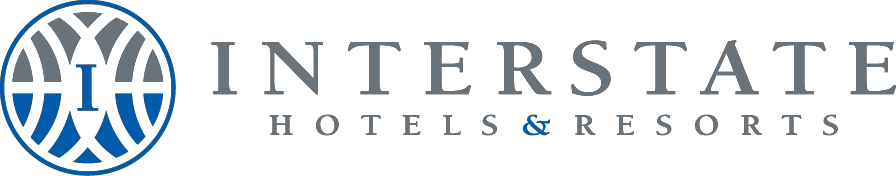 I
INTERSTATE
HOTELS & RESORTS